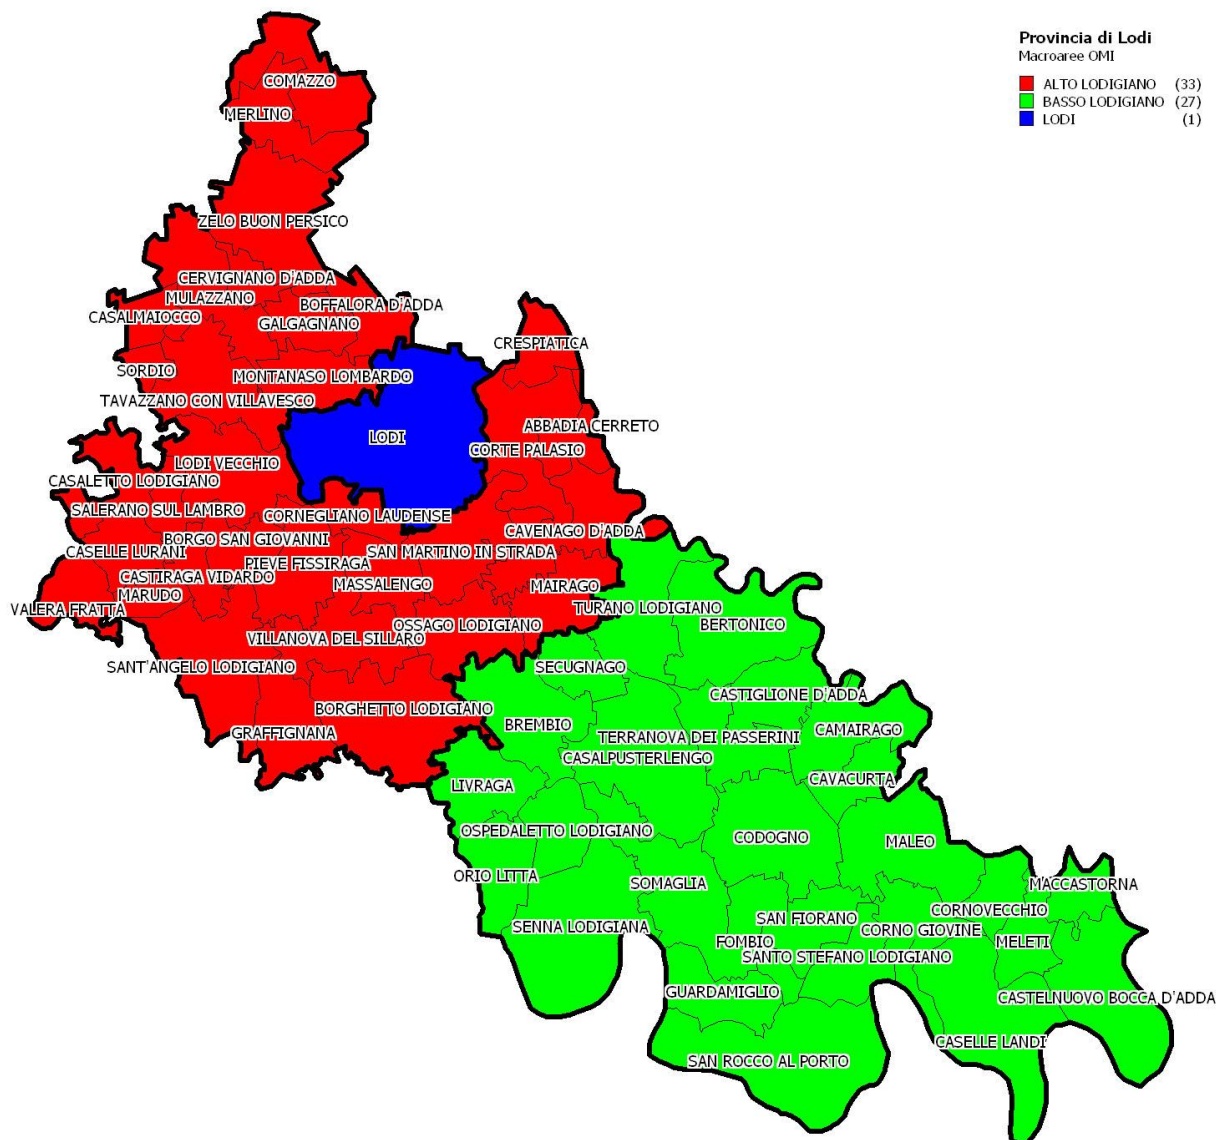 Provincia di Lodi
Macroaree OMI
ALTO LODIGIANO (33)
BASSO LODIGIANO (27)
LODI (1)
COMAZZO
MERLINO
ZELO BUON PERSICO
CERVIGNANO D'ADDA
MULAZZANO
BOFFALORA D'ADDA
CASALMAIOCCO
GALGAGNANO
CRESPIATICA
SORDIO
MONTANASO LOMBARDO
TAVAZZANO CON VILLAVESCO
ABBADIA CERRETO
LODI
CORTE PALASIO
LODI VECCHIO
CASALETTO LODIGIANO
SALERANO SUL LAMBRO
CORNEGLIANO LAUDENSE
CAVENAGO D'ADDA
BORGO SAN GIOVANNI
CASELLE LURANI
SAN MARTINO IN STRADA
PIEVE FISSIRAGA
CASTIRAGA VIDARDO
MASSALENGO
MAIRAGO
MARUDO
VALERA FRATTA
TURANO LODIGIANO
BERTONICO
OSSAGO LODIGIANO
VILLANOVA DEL SILLARO
SANT'ANGELO LODIGIANO
SECUGNAGO
CASTIGLIONE D'ADDA
BORGHETTO LODIGIANO
BREMBIO
CAMAIRAGO
GRAFFIGNANA
TERRANOVA DEI PASSERINI
CASALPUSTERLENGO
CAVACURTA
LIVRAGA
OSPEDALETTO LODIGIANO
CODOGNO
MALEO
ORIO LITTA
SOMAGLIA
MACCASTORNA
CORNOVECCHIO
SAN FIORANO
SENNA LODIGIANA
CORNO GIOVINE
FOMBIO
MELETI
SANTO STEFANO LODIGIANO
GUARDAMIGLIO
CASTELNUOVO BOCCA D'ADDA
CASELLE LANDI
SAN ROCCO AL PORTO